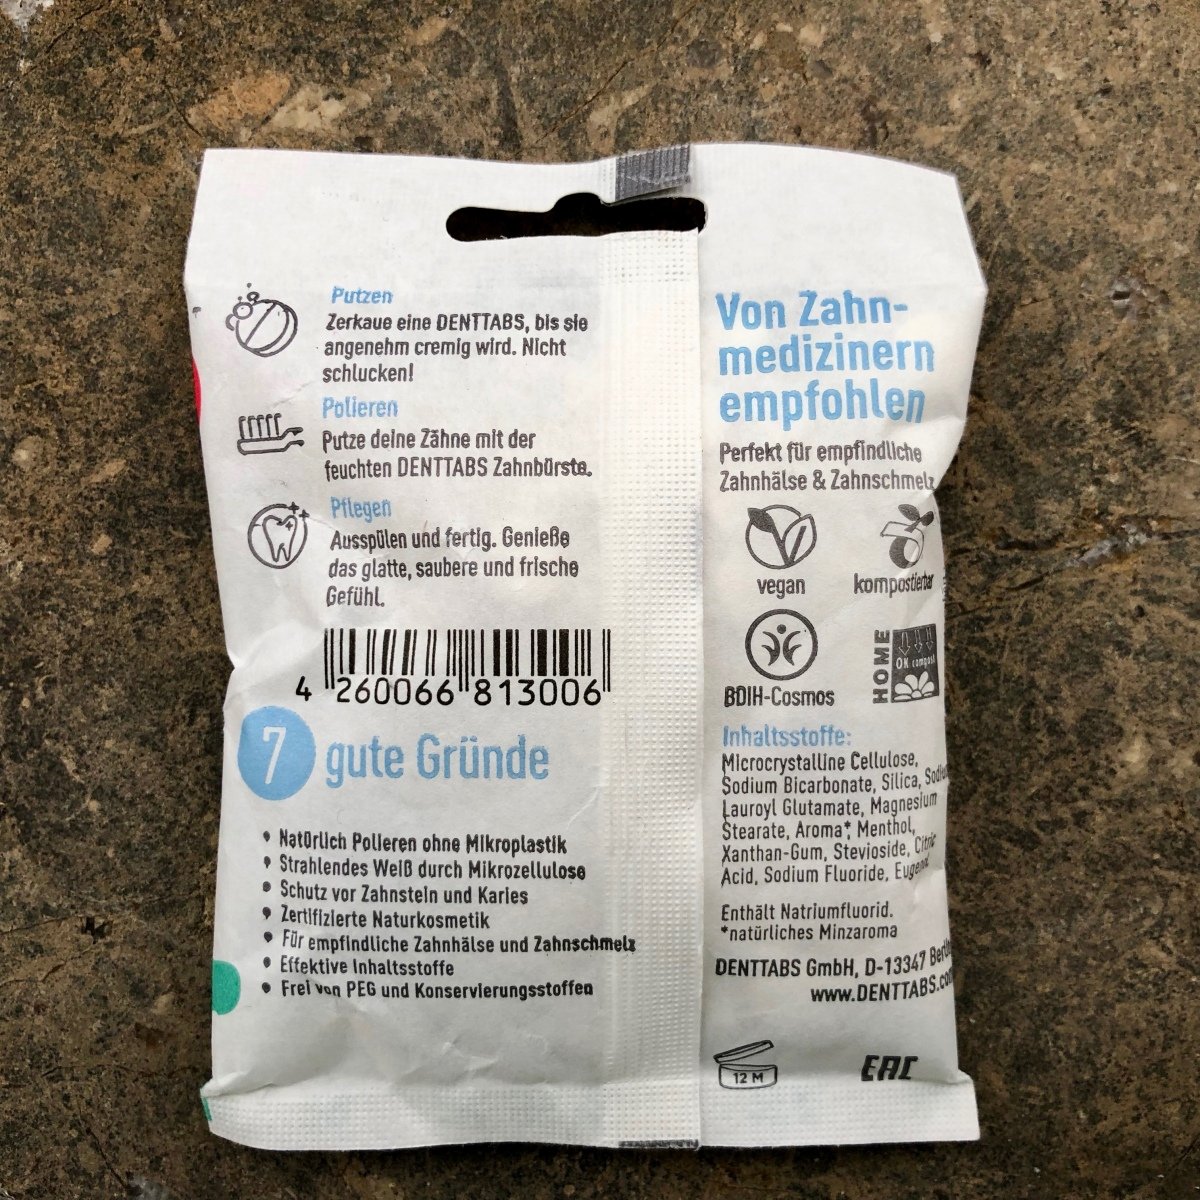 Putzen
Zerkaue eine DENTTABS, bis sie
angenehm cremig wird. Nicht
schlucken!
Polieren
Putze deine Zähne mit der
feuchten DENTTABS Zahnbürste.
Pflegen
Ausspülen und fertig. Genieße
das glatte, saubere und frische
Gefühl.
4 260066 813006
7 gute Gründe
• Natürlich Polieren ohne Mikroplastik
• Strahlendes Weiß durch Mikrozellulose
• Schutz vor Zahnstein und Karies
• Zertifizierte Naturkosmetik
• Für empfindliche Zahnhälse und Zahnschmelz
• Effektive Inhaltsstoffe
• Frei von PEG und Konservierungsstoffen
Von Zahn-
medizinern
empfohlen
Perfekt für empfindliche
Zahnhälse & Zahnschmelz
vegan
kompostierbar
BDIH-Cosmos
HOME
OK compost
Inhaltsstoffe:
Microcrystalline Cellulose,
Sodium Bicarbonate, Silica,
Lauroyl Glutamate, Magnesium
Stearate, Aroma*, Menthol,
Xanthan-Gum, Stevioside, Citric
Acid, Sodium Fluoride,
Enthält Natriumfluorid.
*natürliches Minzaroma
DENTTABS GmbH, D-13347 Berlin
www.DENTTABS.com
12 M
EAC